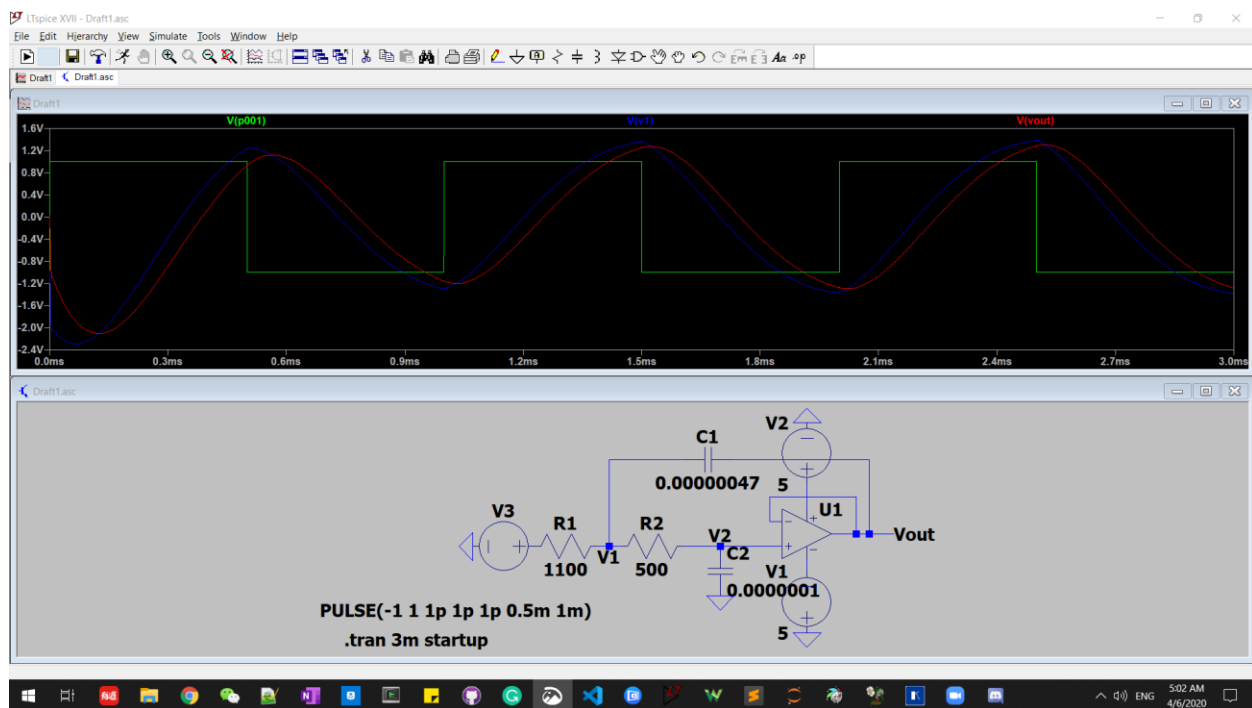 LTspice XVII - Draft1.asc
File Edit Hierarchy View Simulate Tools Window Help
Aa .op
Draft1 Draft1.asc
Draft1
V(p001) V(v1) V(vout)
1.6V
1.2V
0.8V
0.4V
0.0V
-0.4V
-0.8V
-1.2V
-1.6V
-2.0V
-2.4V
0.0ms 0.3ms 0.6ms 0.9ms 1.2ms 1.5ms 1.8ms 2.1ms 2.4ms 2.7ms 3.0ms
Draft1.asc
V2
C1
0.00000047 5
V3 R1 R2 V2 U1
Vout
V1 C2
1100 500 V1
0.0000001
PULSE(-1 1 1p 1p 1p 0.5m 1m)
.tran 3m startup
5
ENG
5:02 AM
4/6/2020